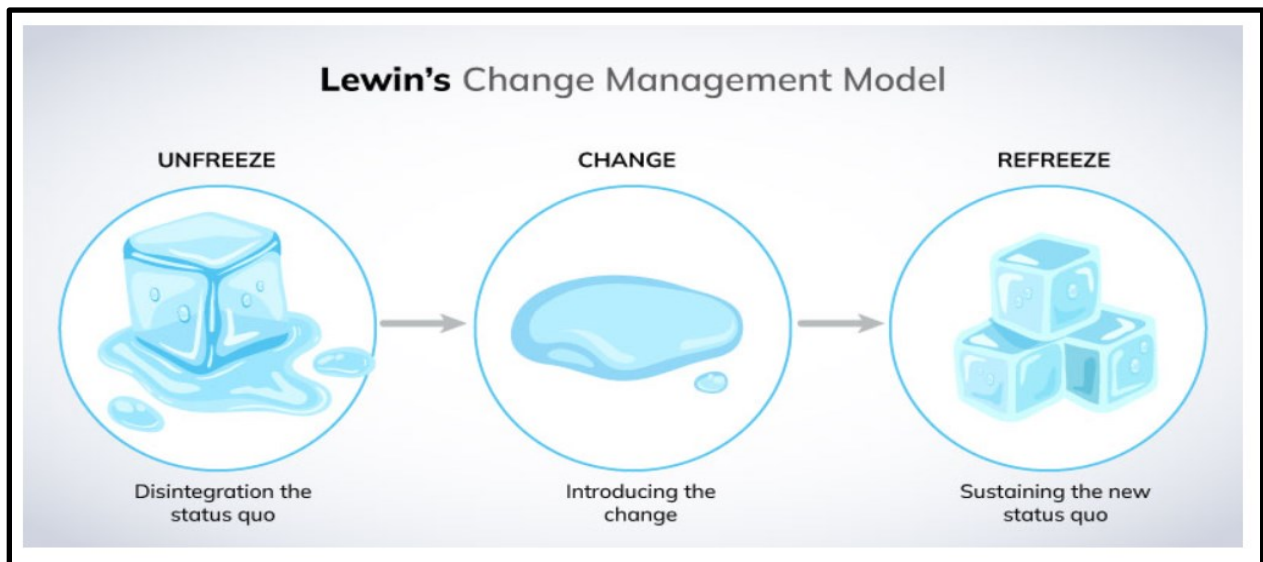 Lewin's Change Management Model
UNFREEZE
Disintegration the
status quo
CHANGE
Introducing the
change
REFREEZE
Sustaining the new
status quo